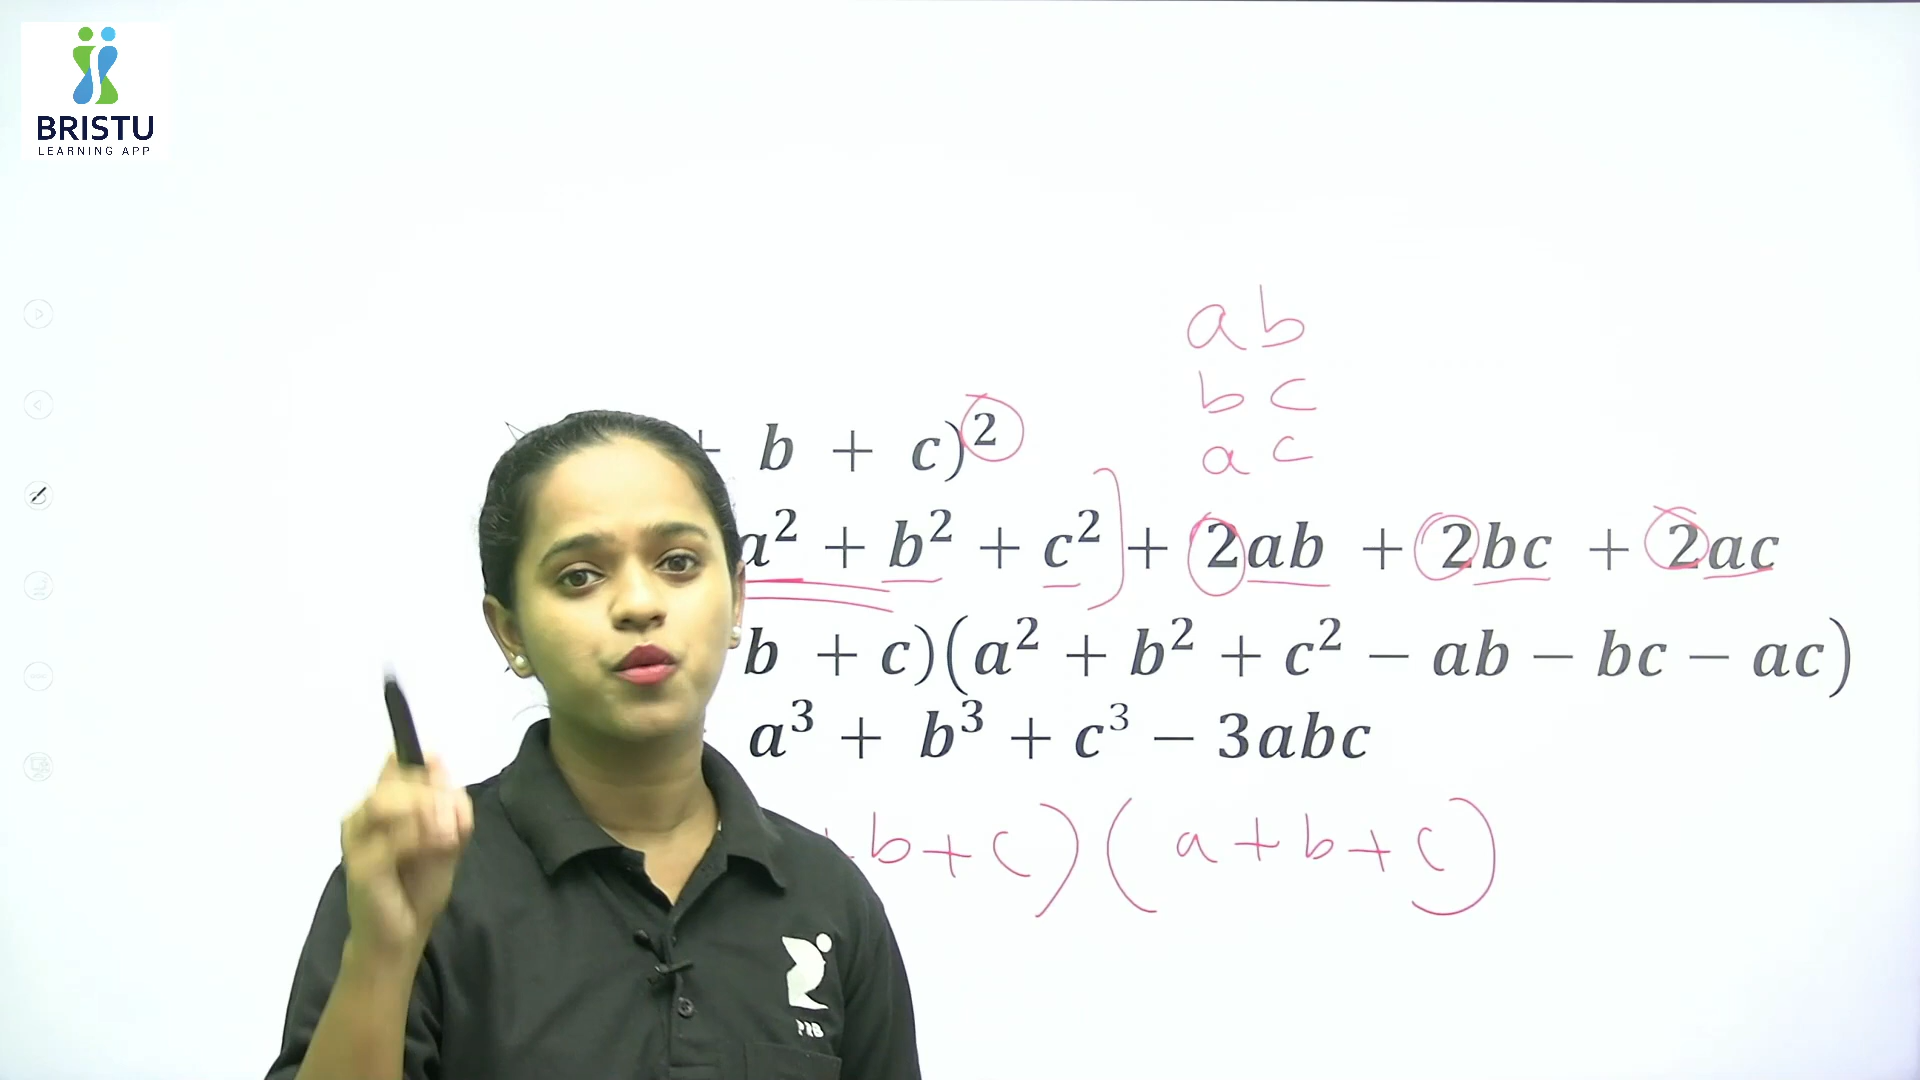 BRISTU
LEARNING APP
ab
bc
ac
+ b + c)²
a² + b² + c² + 2ab + 2bc + 2ac
b + c)(a² + b² + c² − ab − bc − ac)
a³ + b³ + c³ − 3abc
+b+c)(a+b+c)